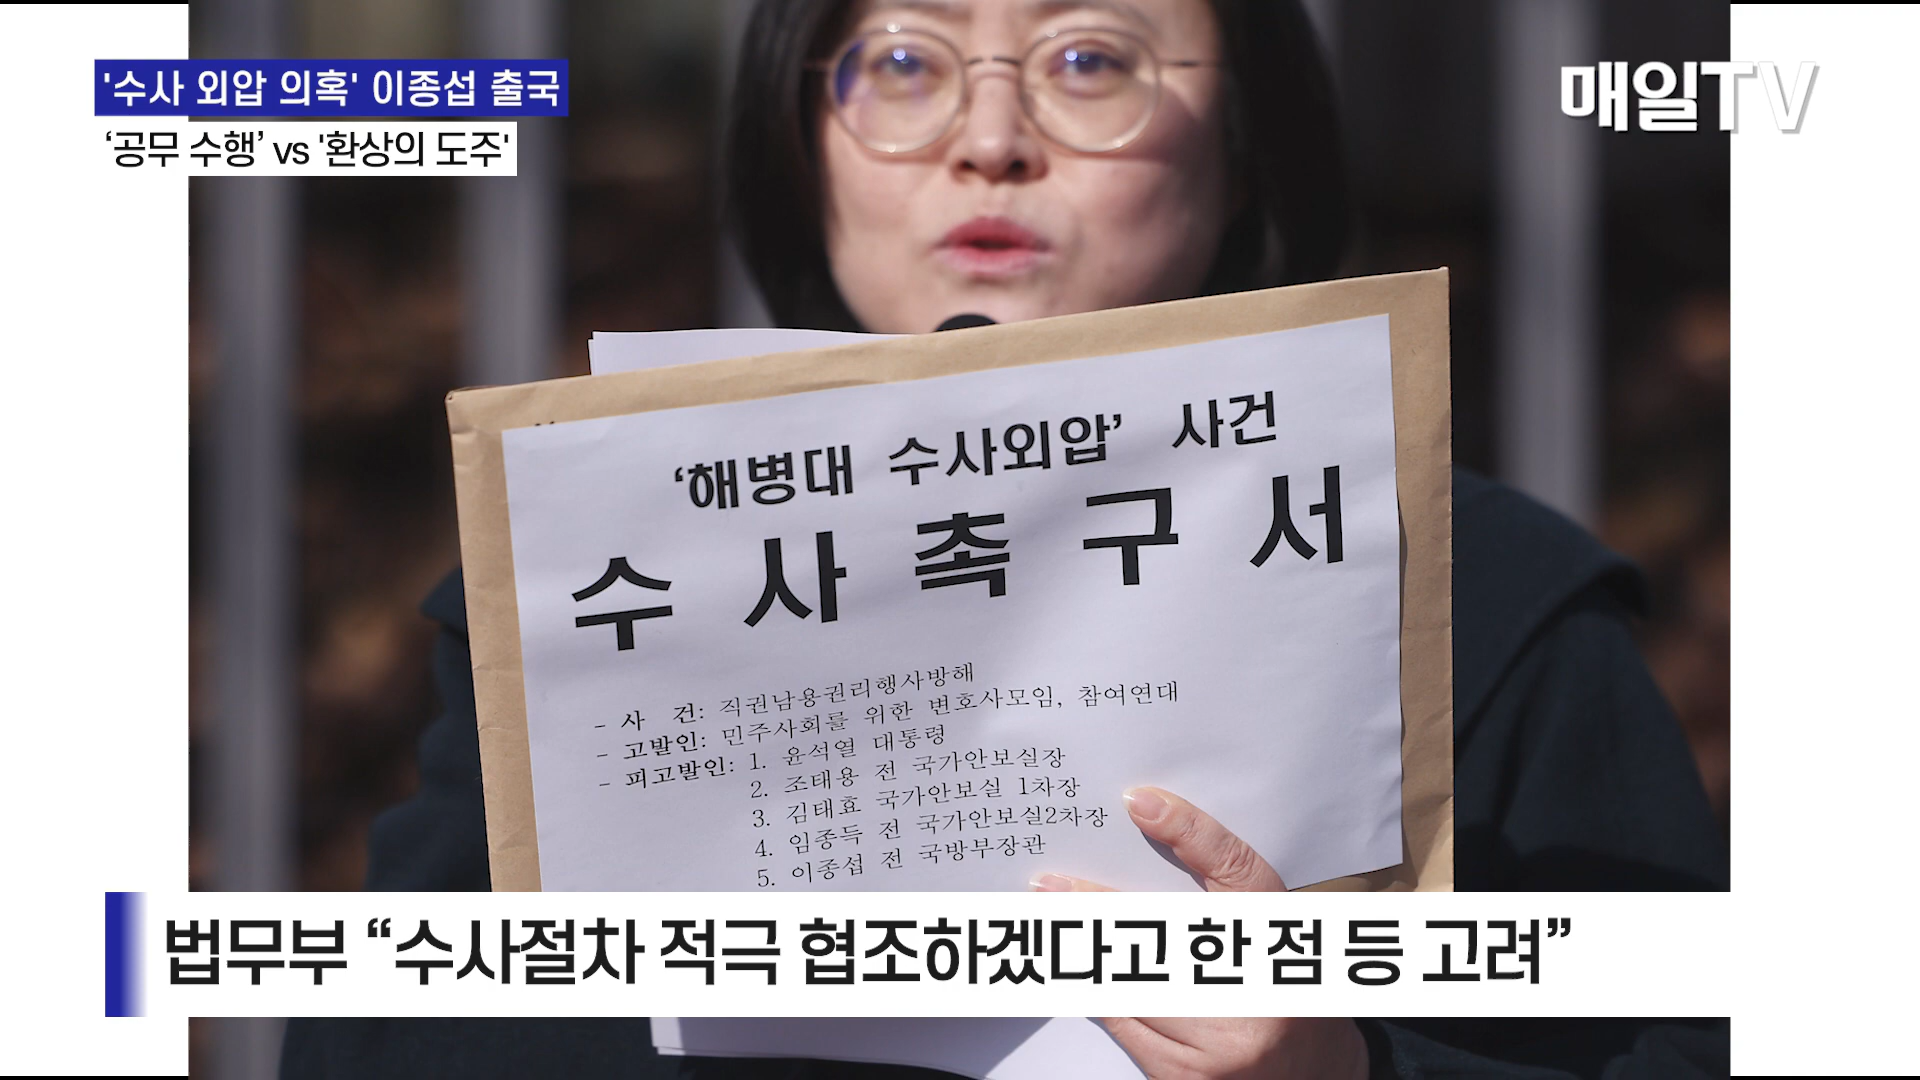 '수사 외압 의혹' 이종섭 출국
‘공무 수행’ vs '환상의 도주'
매일TV
‘해병대 수사외압’ 사건
수 사 촉 구 서
- 사 건: 직권남용권리행사방해
- 고발인: 민주사회를 위한 변호사모임, 참여연대
- 피고발인: 1. 윤석열 대통령
2. 조태용 전 국가안보실장
3. 김태효 국가안보실 1차장
4. 임종득 전 국가안보실2차장
5. 이종섭 전 국방부장관
법무부 “수사절차 적극 협조하겠다고 한 점 등 고려”